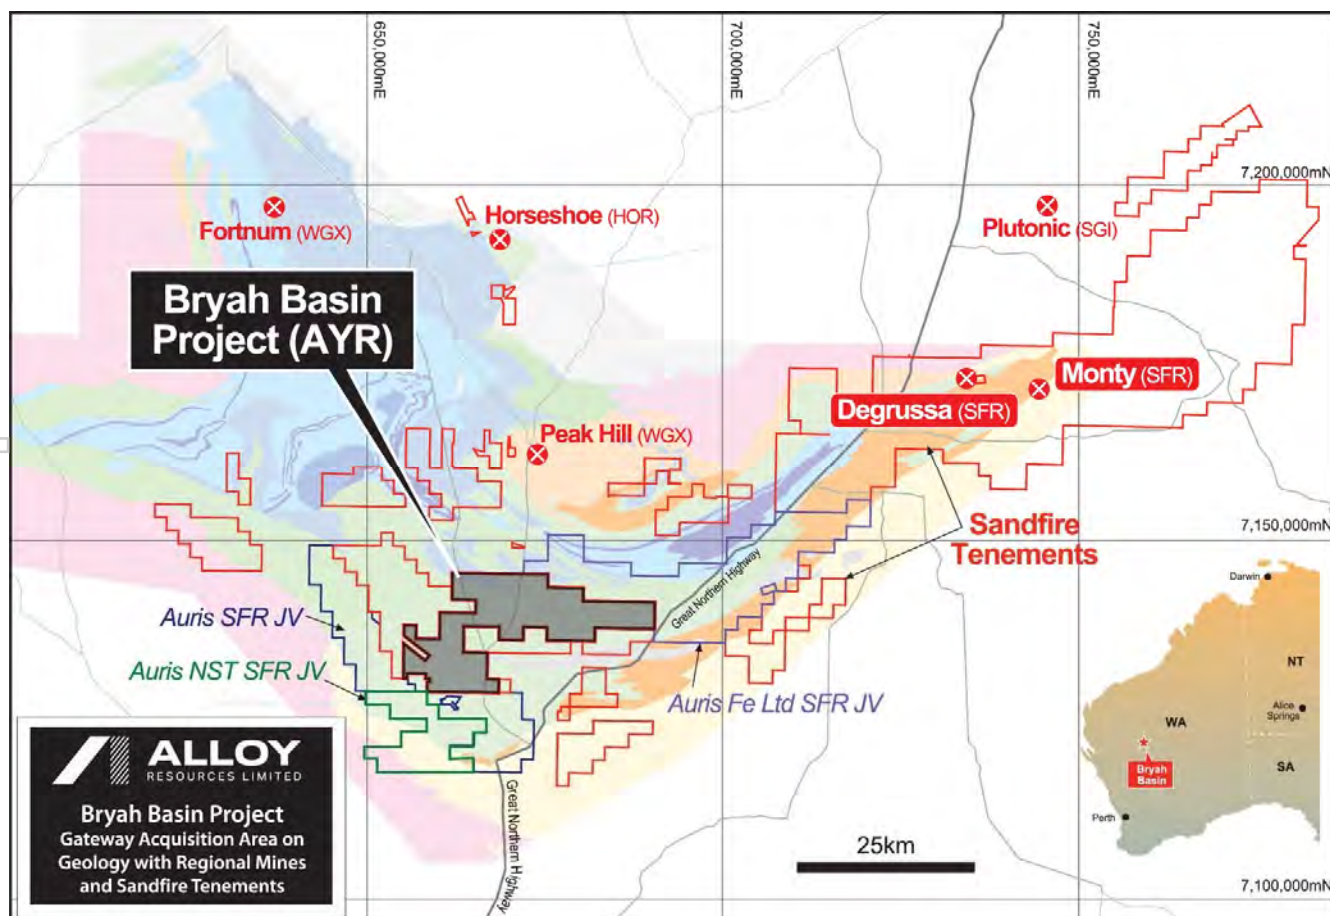 650,000mE
700,000mE
750,000mE
7,200,000mN
Fortnum (WGX)
Horseshoe (HOR)
Plutonic (SGI)
Bryah Basin
Project (AYR)
Monty (SFR)
Degrussa (SFR)
Peak Hill (WGX)
Sandfire
Tenements
7,150,000mN
Great Northern Highway
Auris SFR JV
Auris NST SFR JV
Auris Fe Ltd SFR JV
Darwin
NT
Alice
Springs
WA
SA
Bryah
Basin
Perth
ALLOY
RESOURCES LIMITED
Bryah Basin Project
Gateway Acquisition Area on
Geology with Regional Mines
and Sandfire Tenements
Great Northern Highway
25km
7,100,000mN